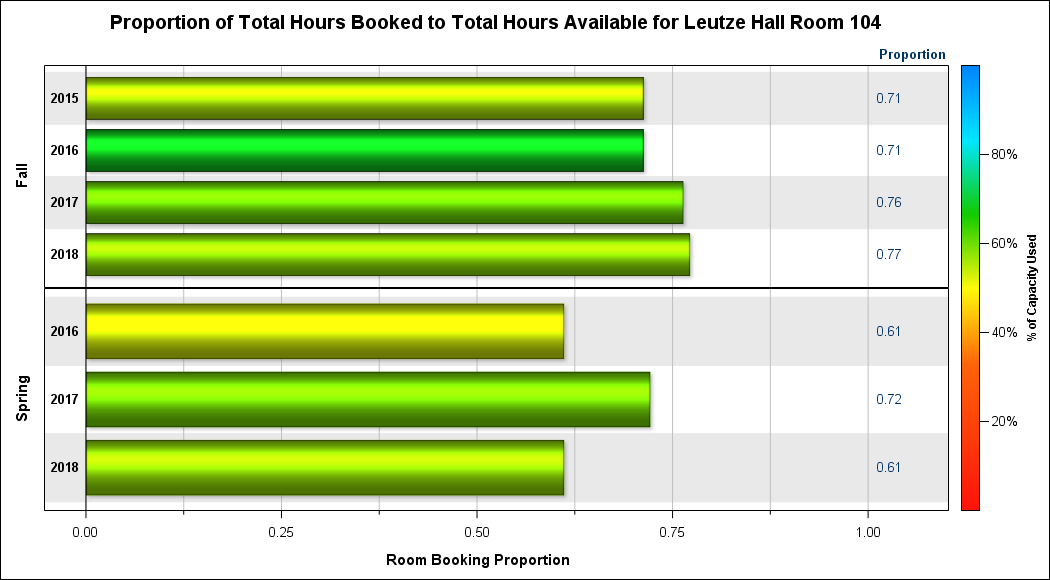 Proportion of Total Hours Booked to Total Hours Available for Leutze Hall Room 104
Proportion
Fall
2015 0.71
2016 0.71
2017 0.76
2018 0.77
Spring
2016 0.61
2017 0.72
2018 0.61
0.00 0.25 0.50 0.75 1.00
Room Booking Proportion
80%
60%
40%
20%
% of Capacity Used